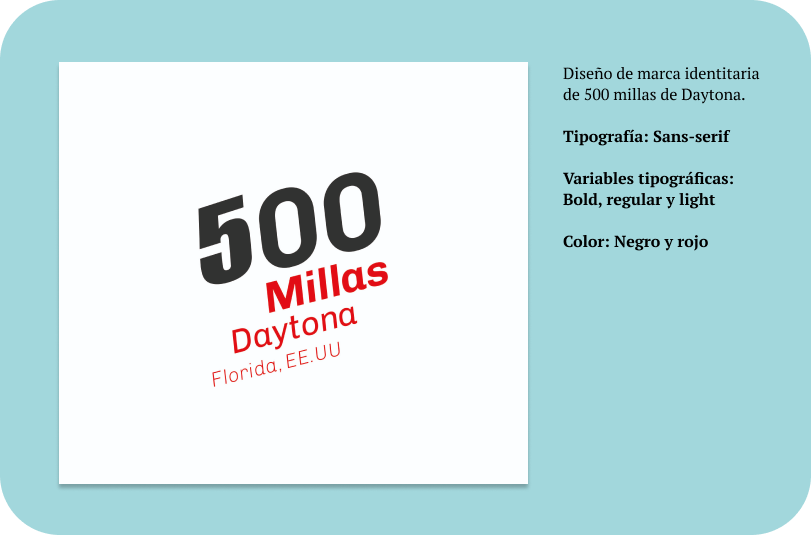 500
Millas
Daytona
Florida, EE.UU
Diseño de marca identitaria
de 500 millas de Daytona.
Tipografía: Sans-serif
Variables tipográficas:
Bold, regular y light
Color: Negro y rojo